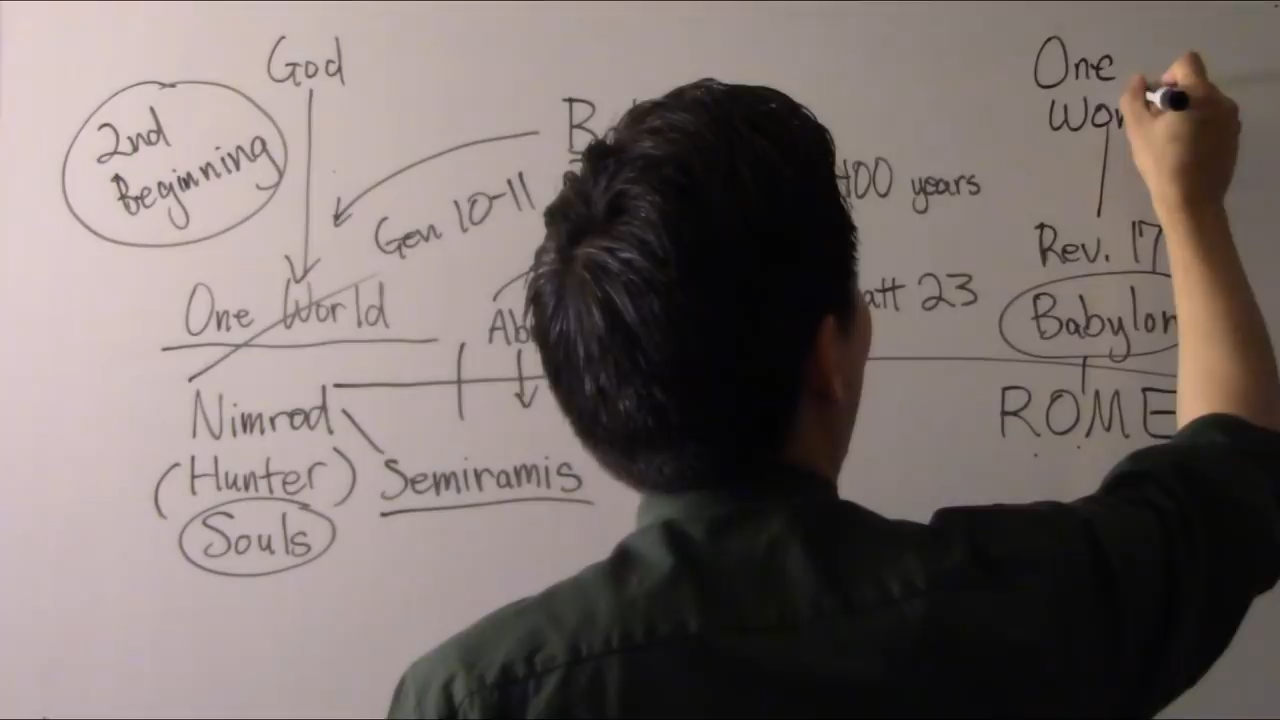 God
2nd
Beginning
Gen 10-11
One World
Nimrod
(Hunter)
Souls
Semiramis
400 years
23
One
Rev. 17
Babylon
ROME